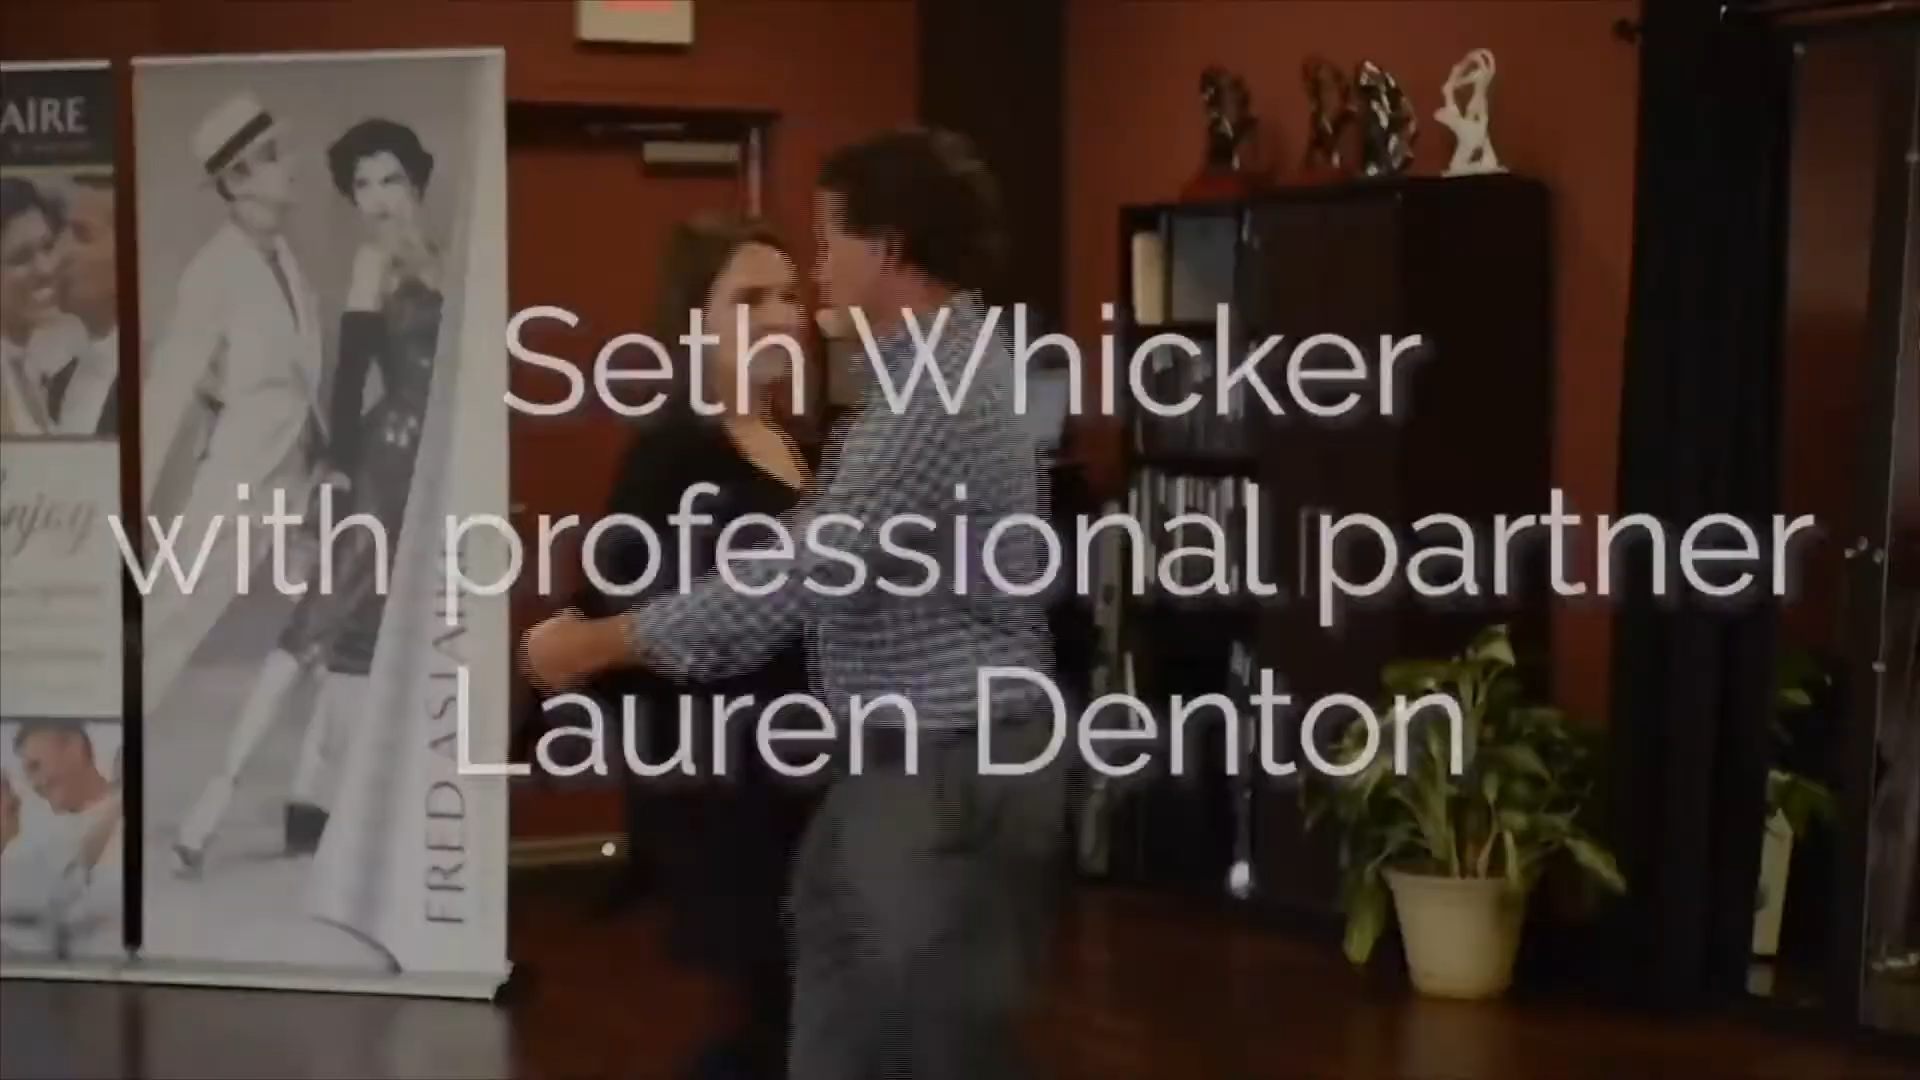 AIRE
FRED ASTAIRE
Seth Whicker
with professional partner
Lauren Denton